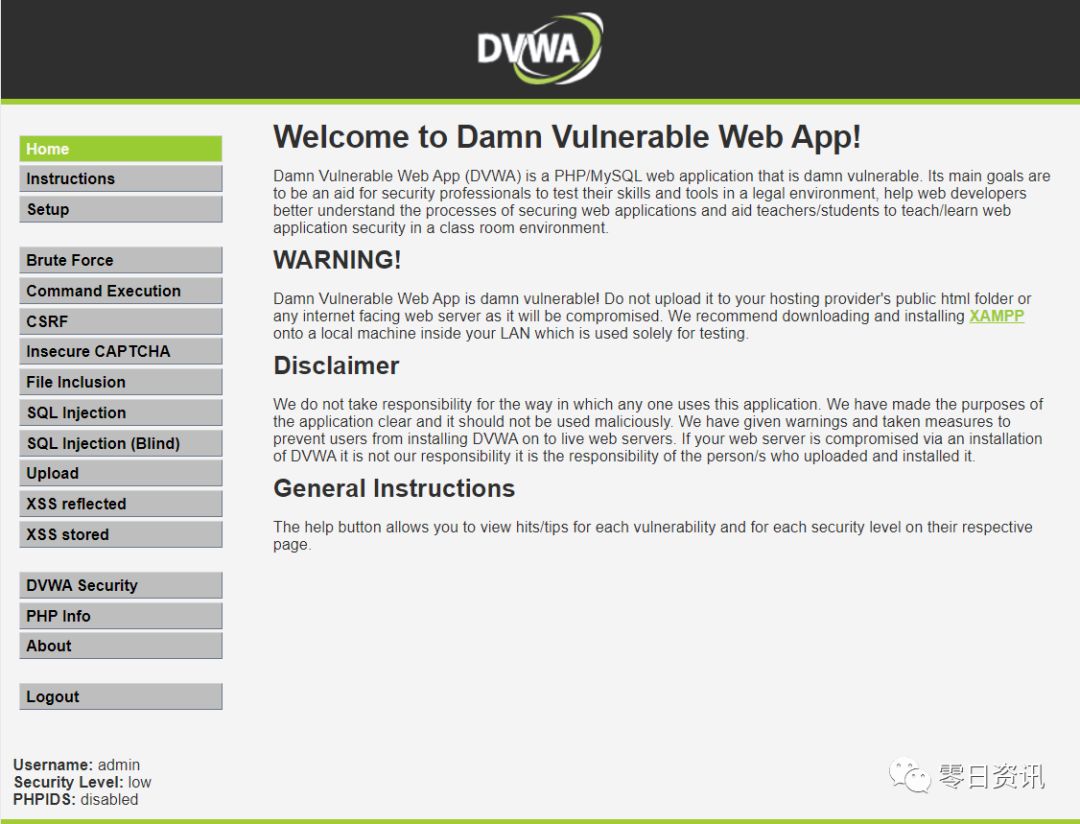 DVWA
Home
Instructions
Setup
Brute Force
Command Execution
CSRF
Insecure CAPTCHA
File Inclusion
SQL Injection
SQL Injection (Blind)
Upload
XSS reflected
XSS stored
DVWA Security
PHP Info
About
Logout
Username: admin
Security Level: low
PHPIDS: disabled
Welcome to Damn Vulnerable Web App!
Damn Vulnerable Web App (DVWA) is a PHP/MySQL web application that is damn vulnerable. Its main goals are
to be an aid for security professionals to test their skills and tools in a legal environment, help web developers
better understand the processes of securing web applications and aid teachers/students to teach/learn web
application security in a class room environment.
WARNING!
Damn Vulnerable Web App is damn vulnerable! Do not upload it to your hosting provider's public html folder or
any internet facing web server as it will be compromised. We recommend downloading and installing XAMPP
onto a local machine inside your LAN which is used solely for testing.
Disclaimer
We do not take responsibility for the way in which any one uses this application. We have made the purposes of
the application clear and it should not be used maliciously. We have given warnings and taken measures to
prevent users from installing DVWA on to live web servers. If your web server is compromised via an installation
of DVWA it is not our responsibility it is the responsibility of the person/s who uploaded and installed it.
General Instructions
The help button allows you to view hits/tips for each vulnerability and for each security level on their respective
page.
零日资讯